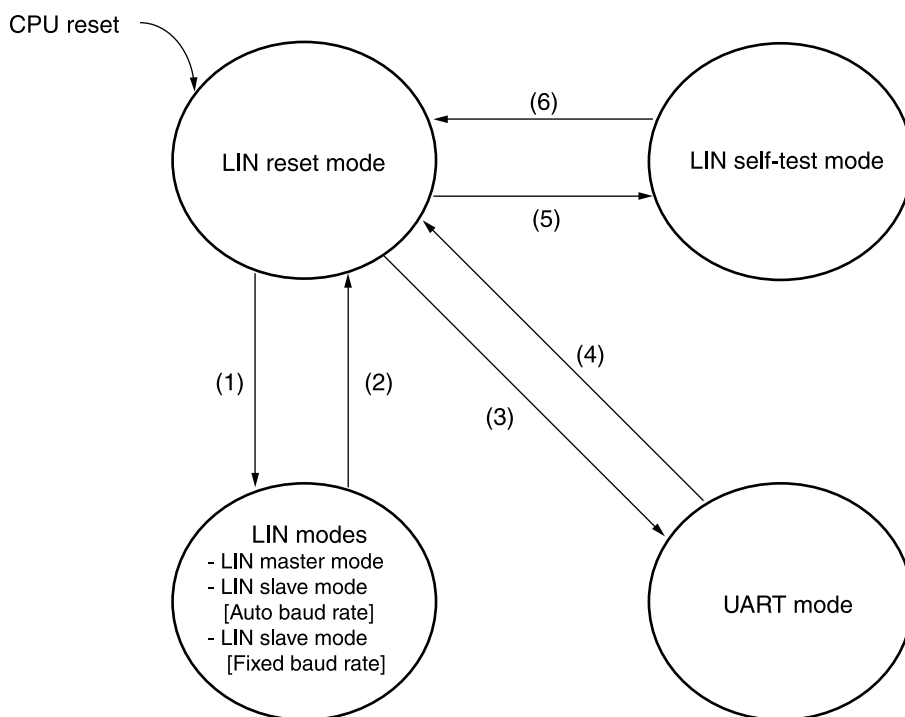 CPU reset
LIN reset mode
(6)
LIN self-test mode
(5)
(1)
(2)
(4)
(3)
LIN modes
- LIN master mode
- LIN slave mode
[Auto baud rate]
- LIN slave mode
[Fixed baud rate]
UART mode